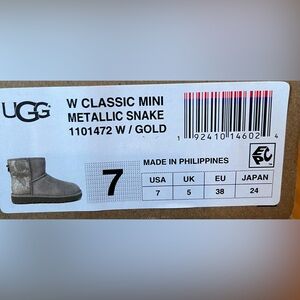 UGG
W CLASSIC MINI
METALLIC SNAKE
1101472 W / GOLD
1 92410 14602 4
7
MADE IN PHILIPPINES
USA UK EU JAPAN
7 5 38 24